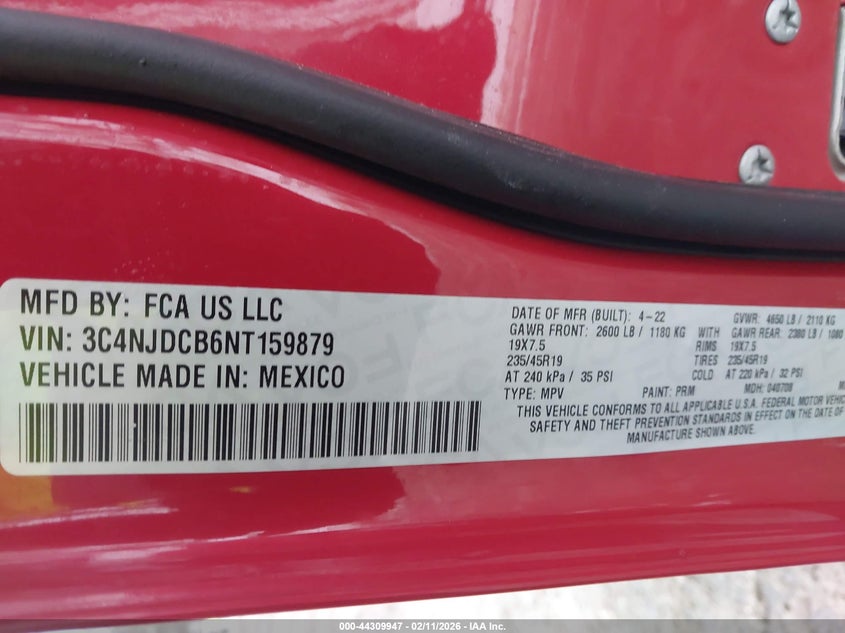 MFD BY: FCA US LLC
VIN: 3C4NJDCB6NT159879
VEHICLE MADE IN: MEXICO
DATE OF MFR (BUILT): 4-22 GVWR: 4650 LB / 2110 KG
GAWR FRONT: 2600 LB / 1180 KG WITH GAWR REAR: 2380 LB / 1080
19X7.5 RIMS 19X7.5
235/45R19 TIRES 235/45R19
AT 240 kPa / 35 PSI COLD AT 220 kPa / 32 PSI
TYPE: MPV PAINT: PRM MDH: 040708
THIS VEHICLE CONFORMS TO ALL APPLICABLE U.S.A. FEDERAL MOTOR
SAFETY AND THEFT PREVENTION STANDARDS IN EFFECT ON THE DATE OF
MANUFACTURE SHOWN ABOVE.
000-44309947 - 02/11/2026 - IAA Inc.